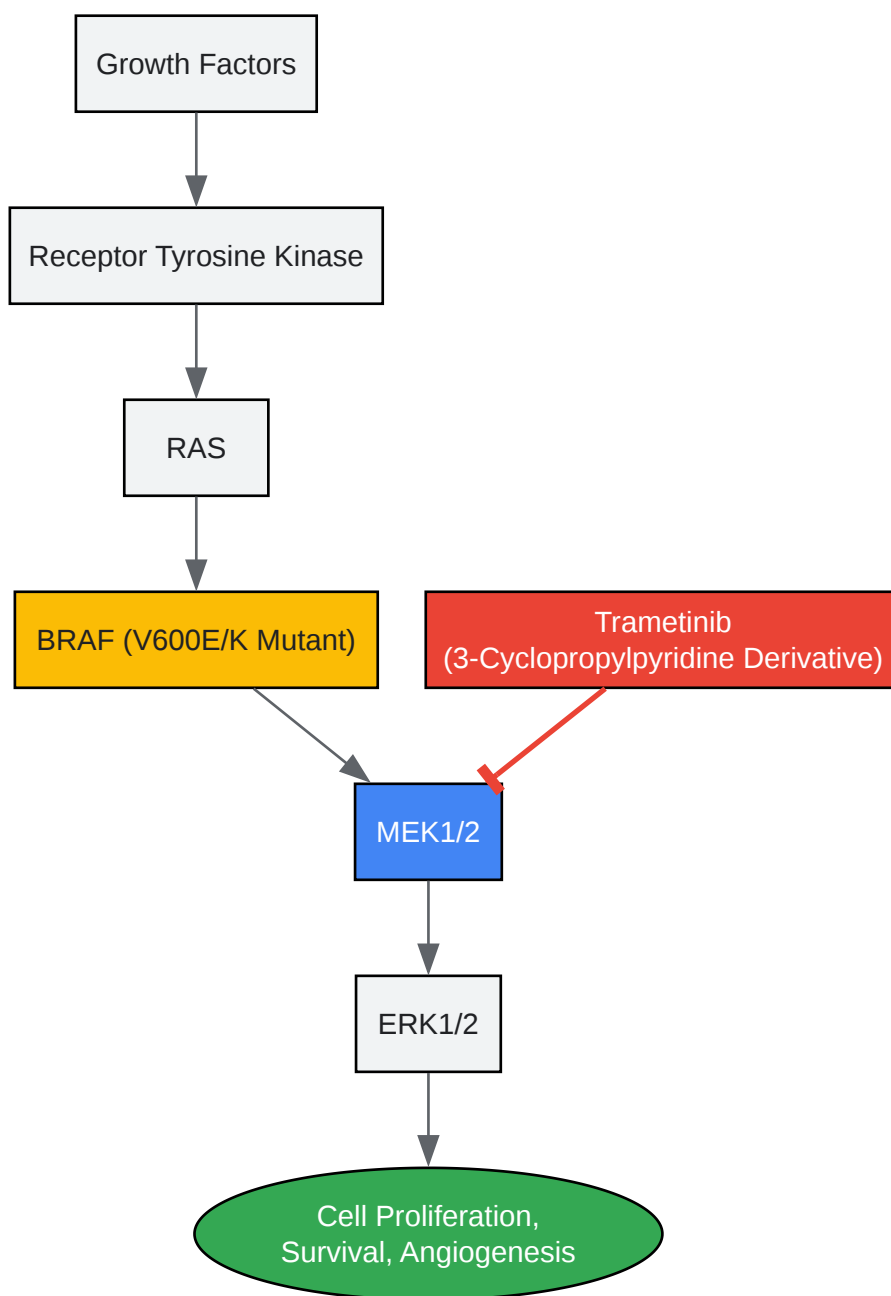 Growth Factors
Receptor Tyrosine Kinase
RAS
BRAF (V600E/K Mutant)
Trametinib
(3-Cyclopropylpyridine Derivative)
MEK1/2
ERK1/2
Cell Proliferation,
Survival, Angiogenesis